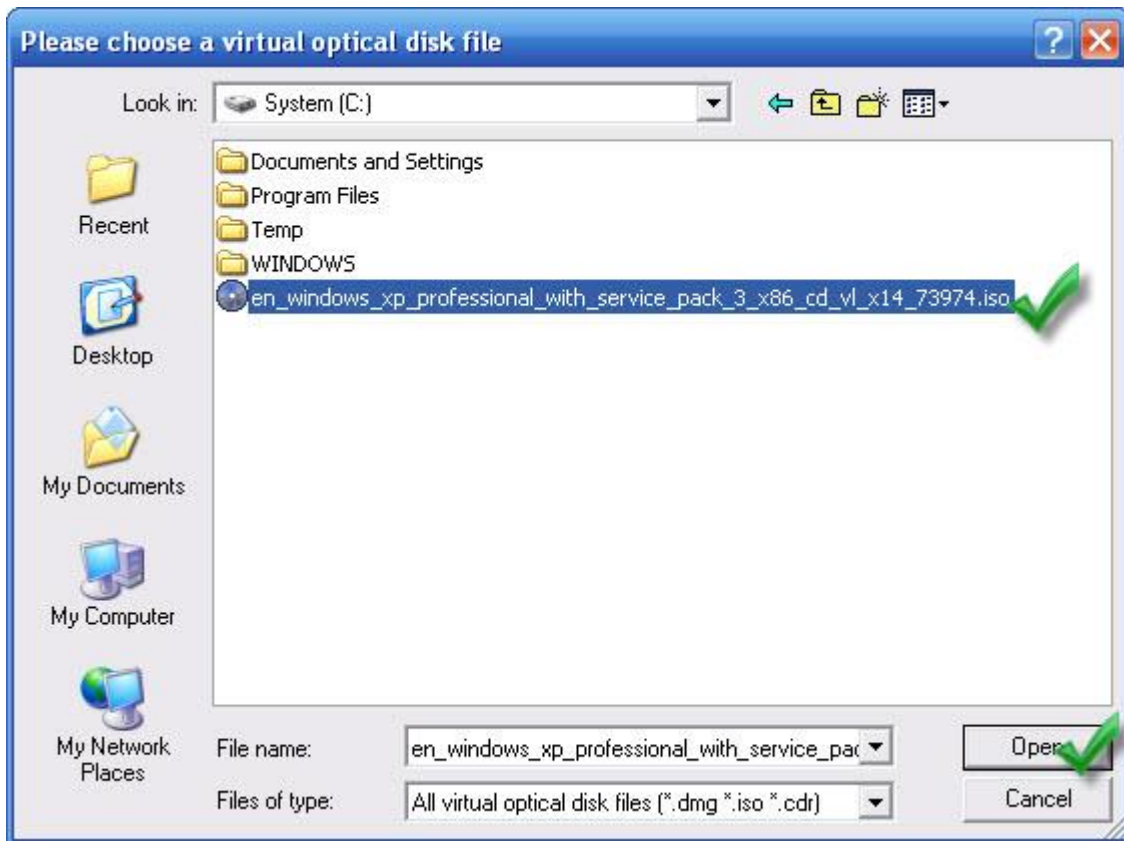 Please choose a virtual optical disk file
Look in: System (C:)
Documents and Settings
Program Files
Temp
WINDOWS
en_windows_xp_professional_with_service_pack_3_x86_cd_vl_x14_73974.iso
Recent
Desktop
My Documents
My Computer
My Network
Places
File name: en_windows_xp_professional_with_service_pac
Open
Files of type: All virtual optical disk files (*.dmg *.iso *.cdr)
Cancel